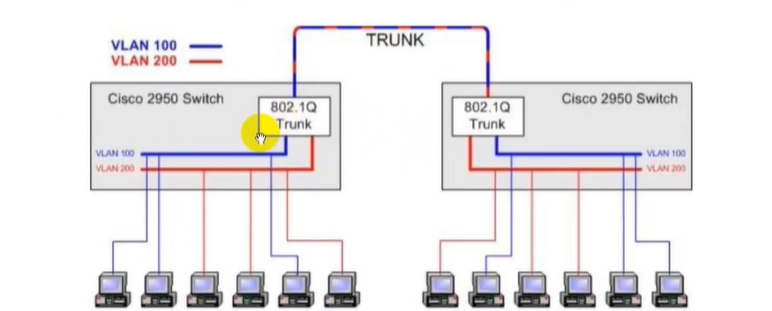 VLAN 100
VLAN 200
TRUNK
Cisco 2950 Switch
802.1Q
Trunk
VLAN 100
VLAN 200
802.1Q
Trunk
Cisco 2950 Switch
VLAN 100
VLAN 200